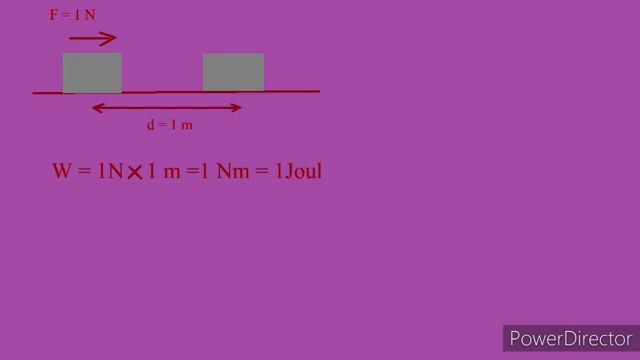 F = 1 N
d = 1 m
W = 1N × 1 m =1 Nm = 1Joul
PowerDirector